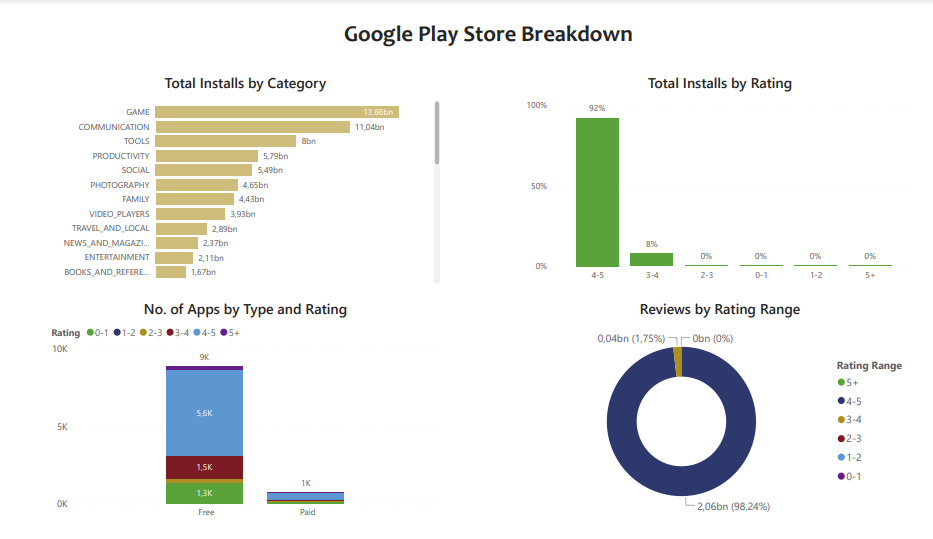 Google Play Store Breakdown
Total Installs by Category
GAME 13,88bn
COMMUNICATION 11,04bn
TOOLS 8bn
PRODUCTIVITY 5,79bn
SOCIAL 5,49bn
PHOTOGRAPHY 4,65bn
FAMILY 4,43bn
VIDEO_PLAYERS 3,93bn
TRAVEL_AND_LOCAL 2,89bn
NEWS_AND_MAGAZI... 2,37bn
ENTERTAINMENT 2,11bn
BOOKS_AND_REFERE... 1,67bn
Total Installs by Rating
100%
50%
0%
92% 8% 0% 0% 0% 0%
4-5 3-4 2-3 0-1 1-2 5+
No. of Apps by Type and Rating
Rating 0-1 1-2 2-3 3-4 4-5 5+
10K
5K
0K
9K
5,6K
1,5K
1,3K
1K
Free Paid
Reviews by Rating Range
0,04bn (1,75%) 0bn (0%)
2,06bn (98,24%)
Rating Range
5+
4-5
3-4
2-3
1-2
0-1